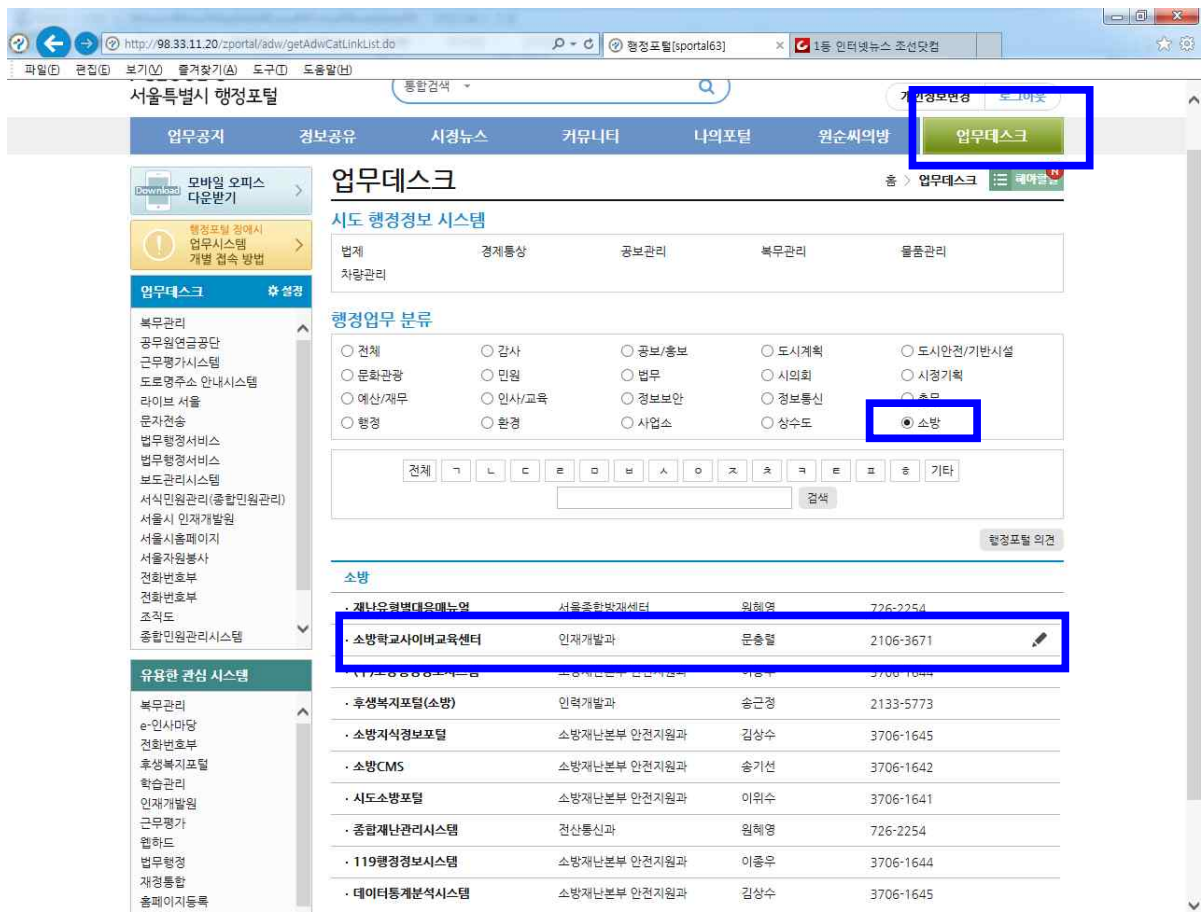 http://98.33.11.20/zportal/adw/getAdwCatLinkList.do 행정포털[sportal63] 1등 인터넷뉴스 조선닷컴
파일(F) 편집(E) 보기(V) 즐겨찾기(A) 도구(T) 도움말(H)
서울특별시 행정포털 통합검색 개인정보변경 로그아웃
업무공지 정보공유 시정뉴스 커뮤니티 나의포털 원순씨의방 업무데스크
Download 모바일 오피스 다운받기
행정포털 장애시
업무시스템
개별 접속 방법
업무데스크 설정
복무관리
공무원연금공단
근무평가시스템
도로명주소 안내시스템
라이브 서울
문자전송
법무행정서비스
법무행정서비스
보도관리시스템
서식민원관리(종합민원관리)
서울시 인재개발원
서울시홈페이지
서울자원봉사
전화번호부
전화번호부
조직도
종합민원관리시스템
유용한 관심 시스템
복무관리
e-인사마당
전화번호부
후생복지포털
학습관리
인재개발원
근무평가
웹하드
법무행정
재정통합
홈페이지등록
업무데스크
홈 > 업무데스크 N
시도 행정정보 시스템
법제 경제통상 공보관리 복무관리 물품관리
차량관리
행정업무 분류
전체 감사 공보/홍보 도시계획 도시안전/기반시설
문화관광 민원 법무 시의회 시정기획
예산/재무 인사/교육 정보보안 정보통신 총무
행정 환경 사업소 상수도 소방
전체 ㄱ ㄴ ㄷ ㄹ ㅁ ㅂ ㅅ ㅇ ㅈ ㅊ ㅋ ㅌ ㅍ ㅎ 기타
검색
행정포털 의견
소방
· 재난유형별대응매뉴얼 서울종합방재센터 원혜영 726-2254
· 소방학교사이버교육센터 인재개발과 문충렬 2106-3671
소방재난본부 안전지원과 이종우 3706-1644
· 후생복지포털(소방) 인력개발과 송근정 2133-5773
· 소방지식정보포털 소방재난본부 안전지원과 김상수 3706-1645
· 소방CMS 소방재난본부 안전지원과 송기선 3706-1642
· 시도소방포털 소방재난본부 안전지원과 이위수 3706-1641
· 종합재난관리시스템 전산통신과 원혜영 726-2254
· 119행정정보시스템 소방재난본부 안전지원과 이종우 3706-1644
· 데이터통계분석시스템 소방재난본부 안전지원과 김상수 3706-1645